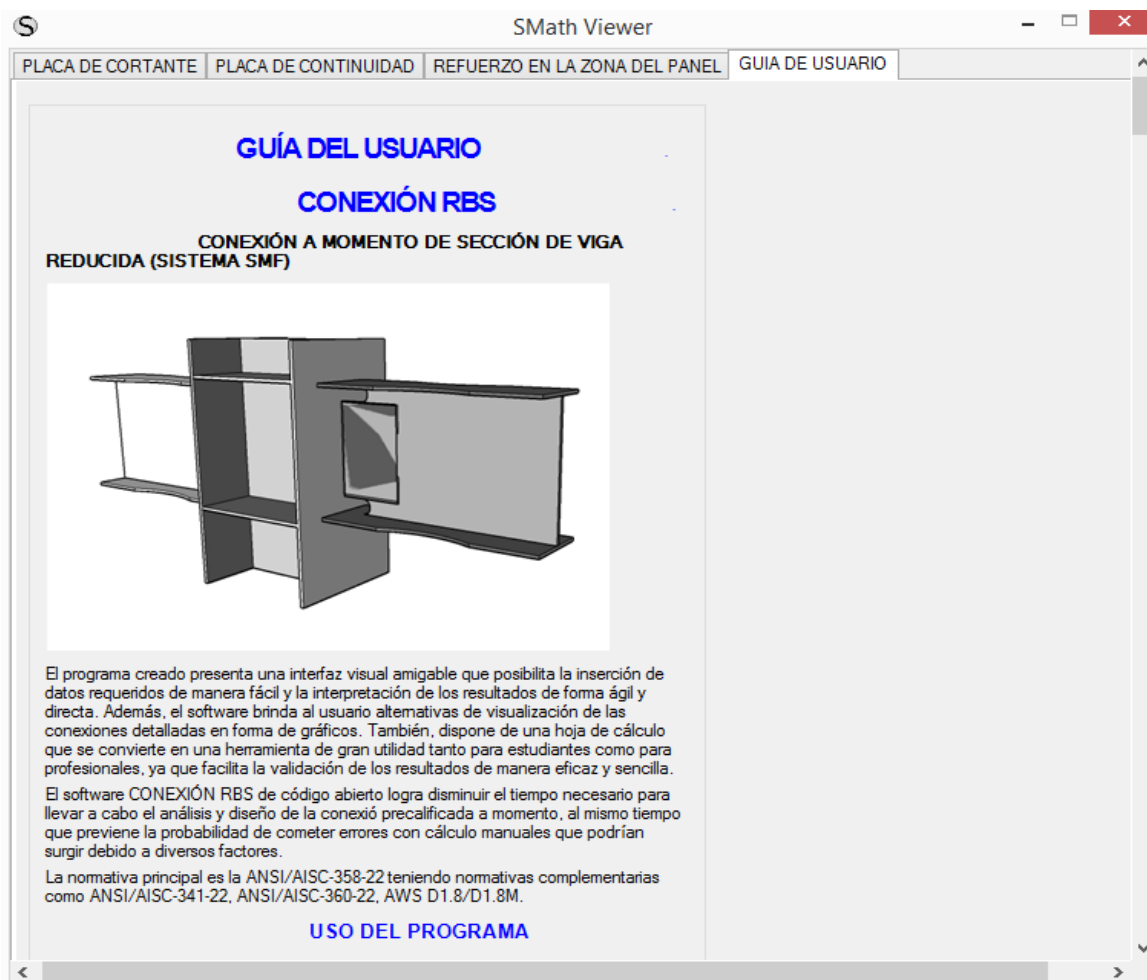 SMath Viewer
PLACA DE CORTANTE PLACA DE CONTINUIDAD REFUERZO EN LA ZONA DEL PANEL GUIA DE USUARIO
GUÍA DEL USUARIO
CONEXIÓN RBS
CONEXIÓN A MOMENTO DE SECCIÓN DE VIGA
REDUCIDA (SISTEMA SMF)
El programa creado presenta una interfaz visual amigable que posibilita la inserción de
datos requeridos de manera fácil y la interpretación de los resultados de forma ágil y
directa. Además, el software brinda al usuario alternativas de visualización de las
conexiones detalladas en forma de gráficos. También, dispone de una hoja de cálculo
que se convierte en una herramienta de gran utilidad tanto para estudiantes como para
profesionales, ya que facilita la validación de los resultados de manera eficaz y sencilla.
El software CONEXIÓN RBS de código abierto logra disminuir el tiempo necesario para
llevar a cabo el análisis y diseño de la conexió precalificada a momento, al mismo tiempo
que previene la probabilidad de cometer errores con cálculo manuales que podrían
surgir debido a diversos factores.
La normativa principal es la ANSI/AISC-358-22 teniendo normativas complementarias
como ANSI/AISC-341-22, ANSI/AISC-360-22, AWS D1.8/D1.8M.
USO DEL PROGRAMA